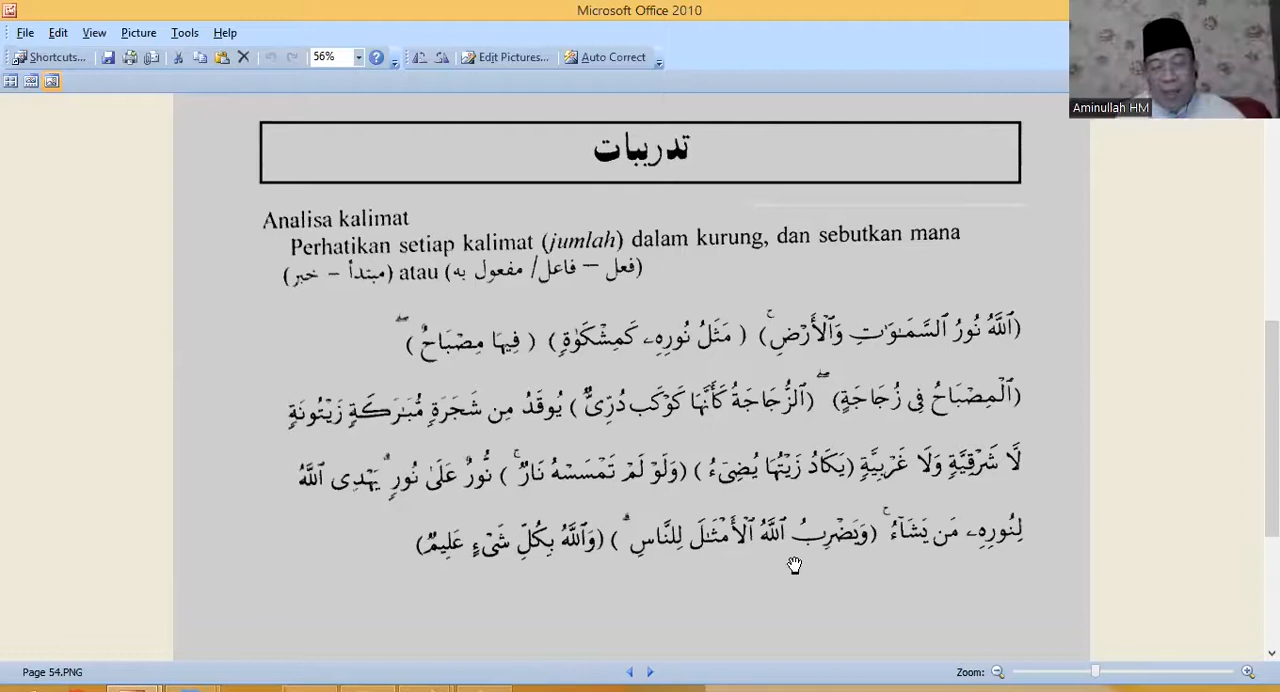 Microsoft Office 2010
File Edit View Picture Tools Help
Shortcuts... 56% Edit Pictures... Auto Correct
Aminullah HM
تدريبات
Analisa kalimat
Perhatikan setiap kalimat (jumlah) dalam kurung, dan sebutkan mana
(فعل – فاعل/ مفعول به) atau (مبتدأ – خبر)
(ٱللَّهُ نُورُ ٱلسَّمَـٰوَٰتِ وَٱلْأَرْضِ ۚ) ( مَثَلُ نُورِهِۦ كَمِشْكَوٰةٍ) ( فِيهَا مِصْبَاحٌ ۖ)
(ٱلْمِصْبَاحُ فِى زُجَاجَةٍ) ۖ (ٱلزُّجَاجَةُ كَأَنَّهَا كَوْكَب دُرِّىٌّ ) يُوقَدُ مِن شَجَرَةٍ مُّبَـٰرَكَةٍ زَيْتُونَةٍ
لَّا شَرْقِيَّةٍ وَلَا غَرْبِيَّةٍ (يَكَادُ زَيْتُهَا يُضِىٓءُ ) (وَلَوْ لَمْ تَمْسَسْهُ نَارٌ ۚ) نُّورٌ عَلَىٰ نُورٍ ۗ يَهْدِى ٱللَّهُ
لِنُورِهِۦ مَن يَشَآءُ ۚ (وَيَضْرِبُ ٱللَّهُ ٱلْأَمْثَـٰلَ لِلنَّاسِ ۗ ) (وَٱللَّهُ بِكُلِّ شَىْءٍ عَلِيمٌ)
Page 54.PNG Zoom: